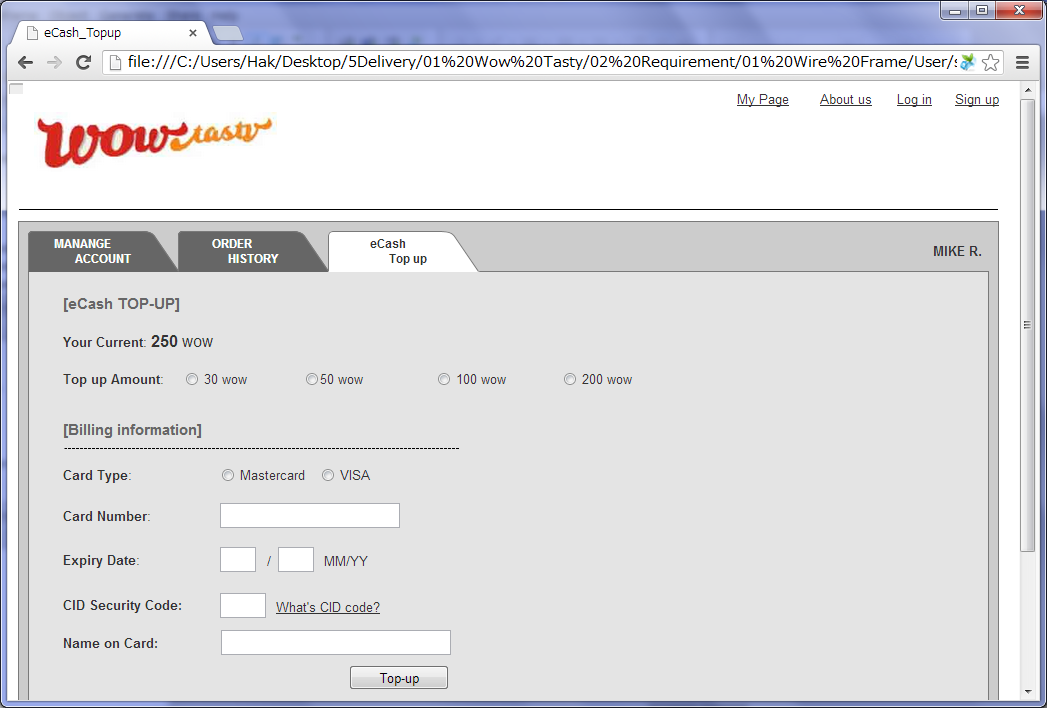 eCash_Topup
file:///C:/Users/Hak/Desktop/5Delivery/01%20Wow%20Tasty/02%20Requirement/01%20Wire%20Frame/User/s
My Page About us Log in Sign up
wow tasty
MANANGE ACCOUNT
ORDER HISTORY
eCash Top up
MIKE R.
[eCash TOP-UP]
Your Current: 250 WOW
Top up Amount: 30 wow 50 wow 100 wow 200 wow
[Billing information]
Card Type: Mastercard VISA
Card Number:
Expiry Date: / MM/YY
CID Security Code: What's CID code?
Name on Card:
Top-up